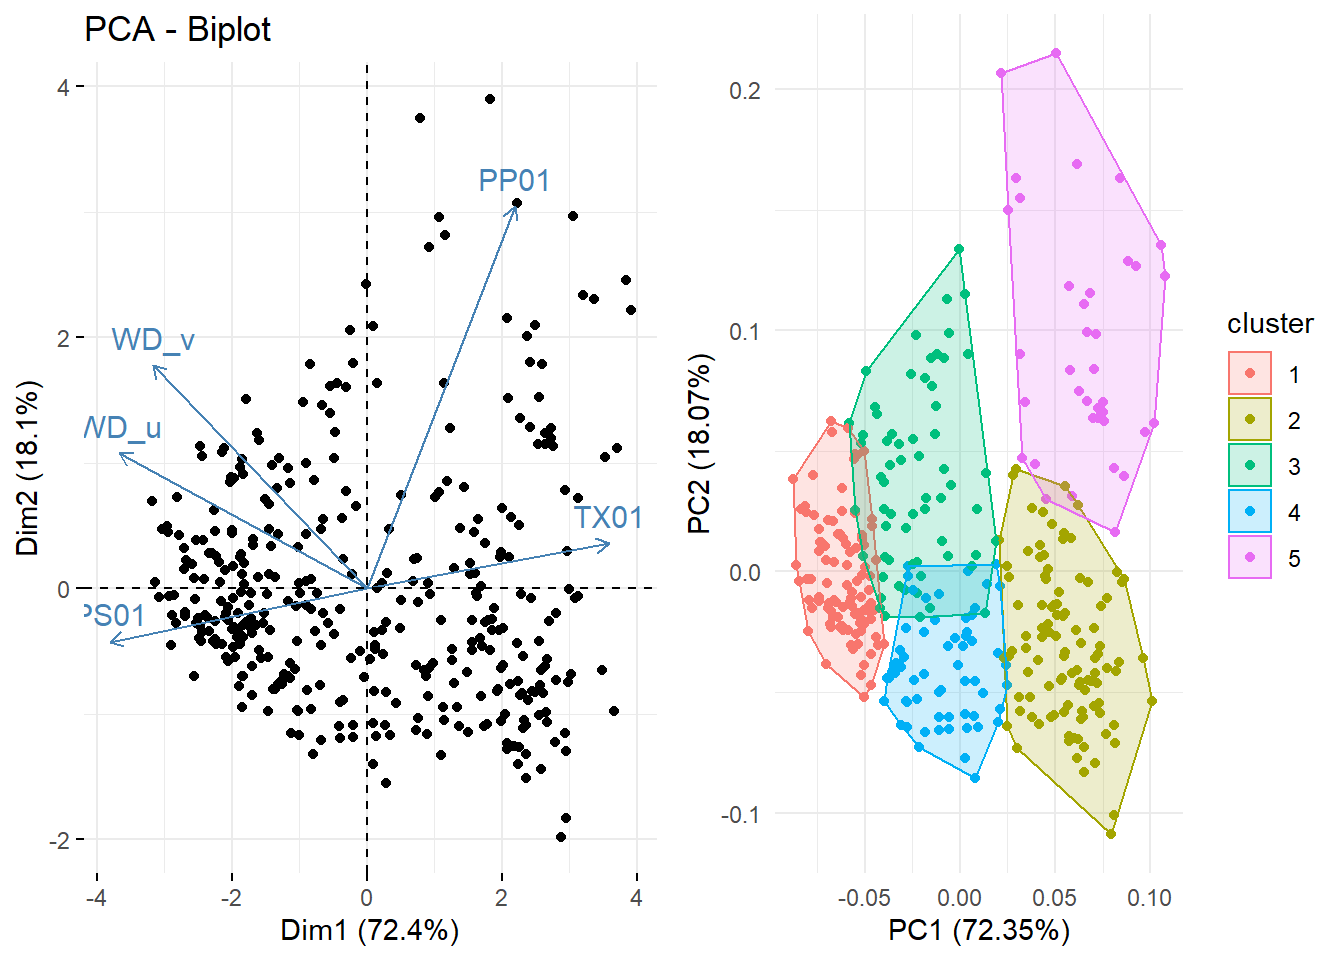 PCA - Biplot
PP01
WD_v
WD_u
TX01
PS01
4
2
0
-2
-4
-2
0
2
4
Dim2 (18.1%)
Dim1 (72.4%)
0.2
0.1
0.0
-0.1
-0.05
0.00
0.05
0.10
PC2 (18.07%)
PC1 (72.35%)
cluster
1
2
3
4
5